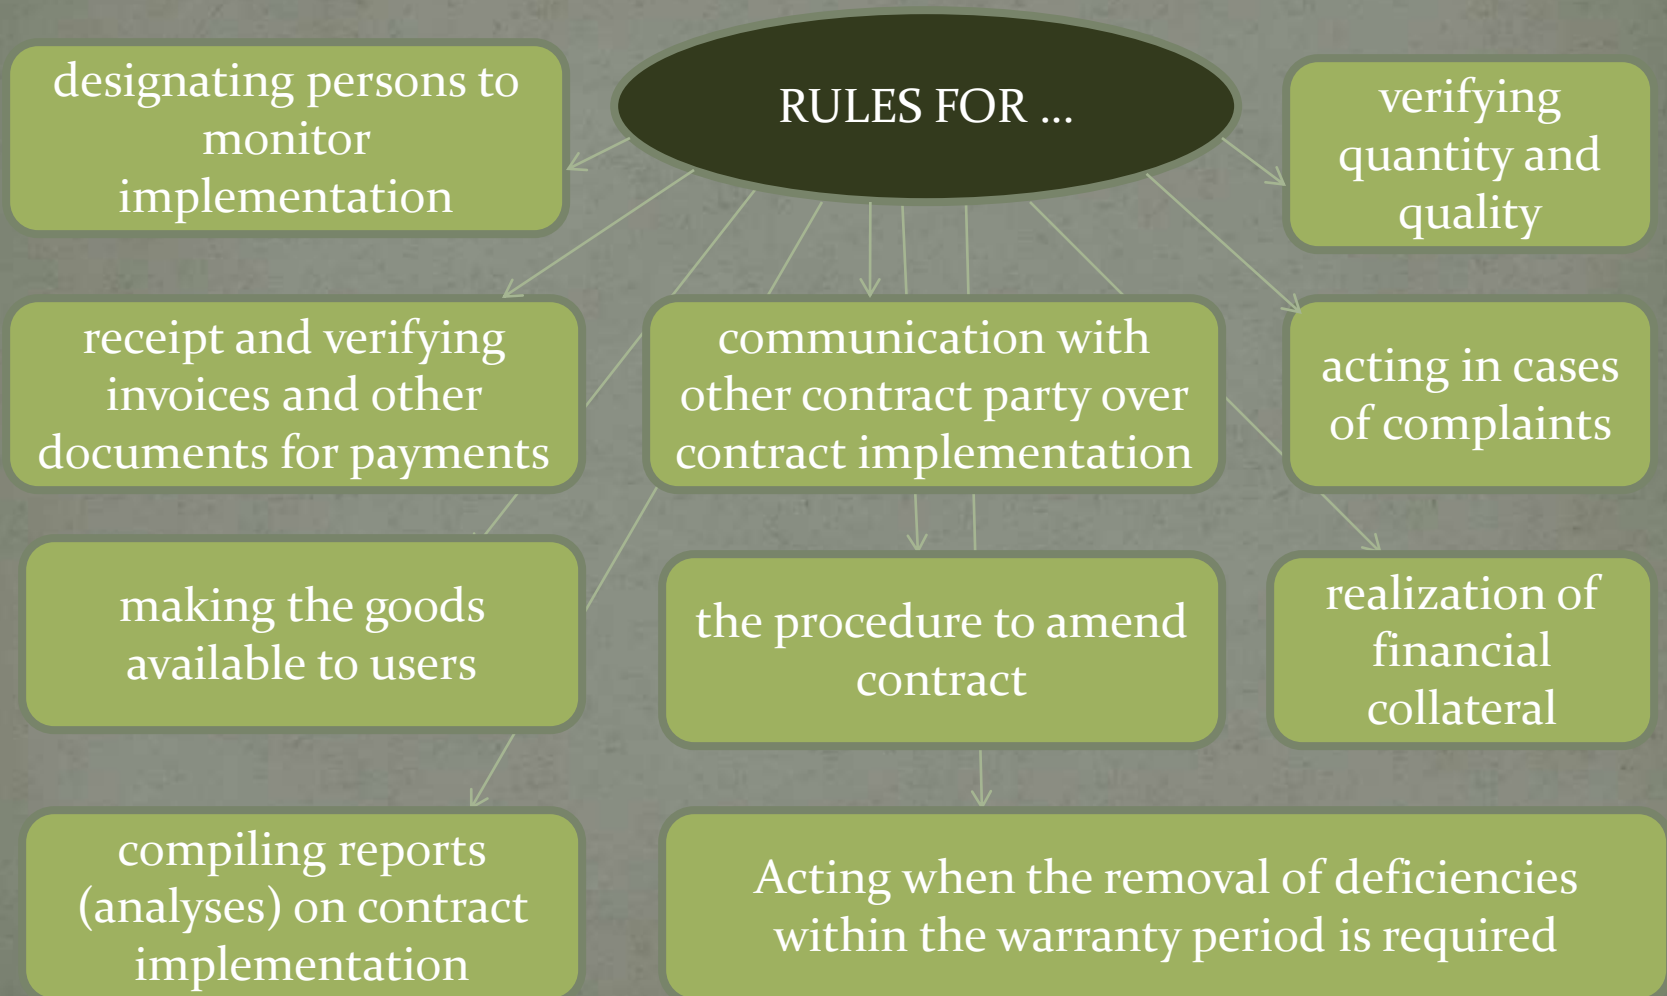 RULES FOR ...
designating persons to
monitor
implementation
verifying
quantity and
quality
receipt and verifying
invoices and other
documents for payments
communication with
other contract party over
contract implementation
acting in cases
of complaints
making the goods
available to users
the procedure to amend
contract
realization of
financial
collateral
compiling reports
(analyses) on contract
implementation
Acting when the removal of deficiencies
within the warranty period is required